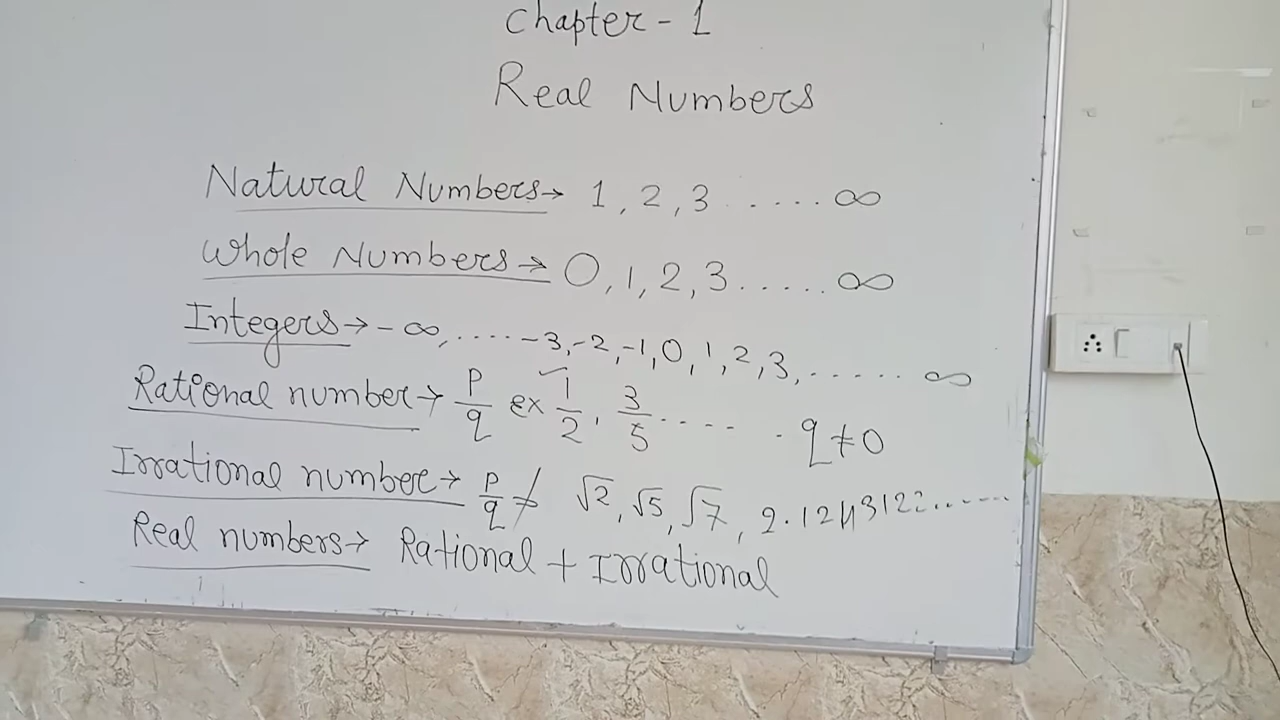 Chapter - 1
Real Numbers
Natural Numbers → 1, 2, 3 ...... ∞
Whole Numbers → 0, 1, 2, 3 ...... ∞
Integers → - ∞, ...... -3, -2, -1, 0, 1, 2, 3, ...... ∞
Rational number → p/q ex 1/2, 3/5 ..... q ≠ 0
Irrational number → p/q ≠ √2, √5, √7, 2.1243122......
Real numbers → Rational + Irrational